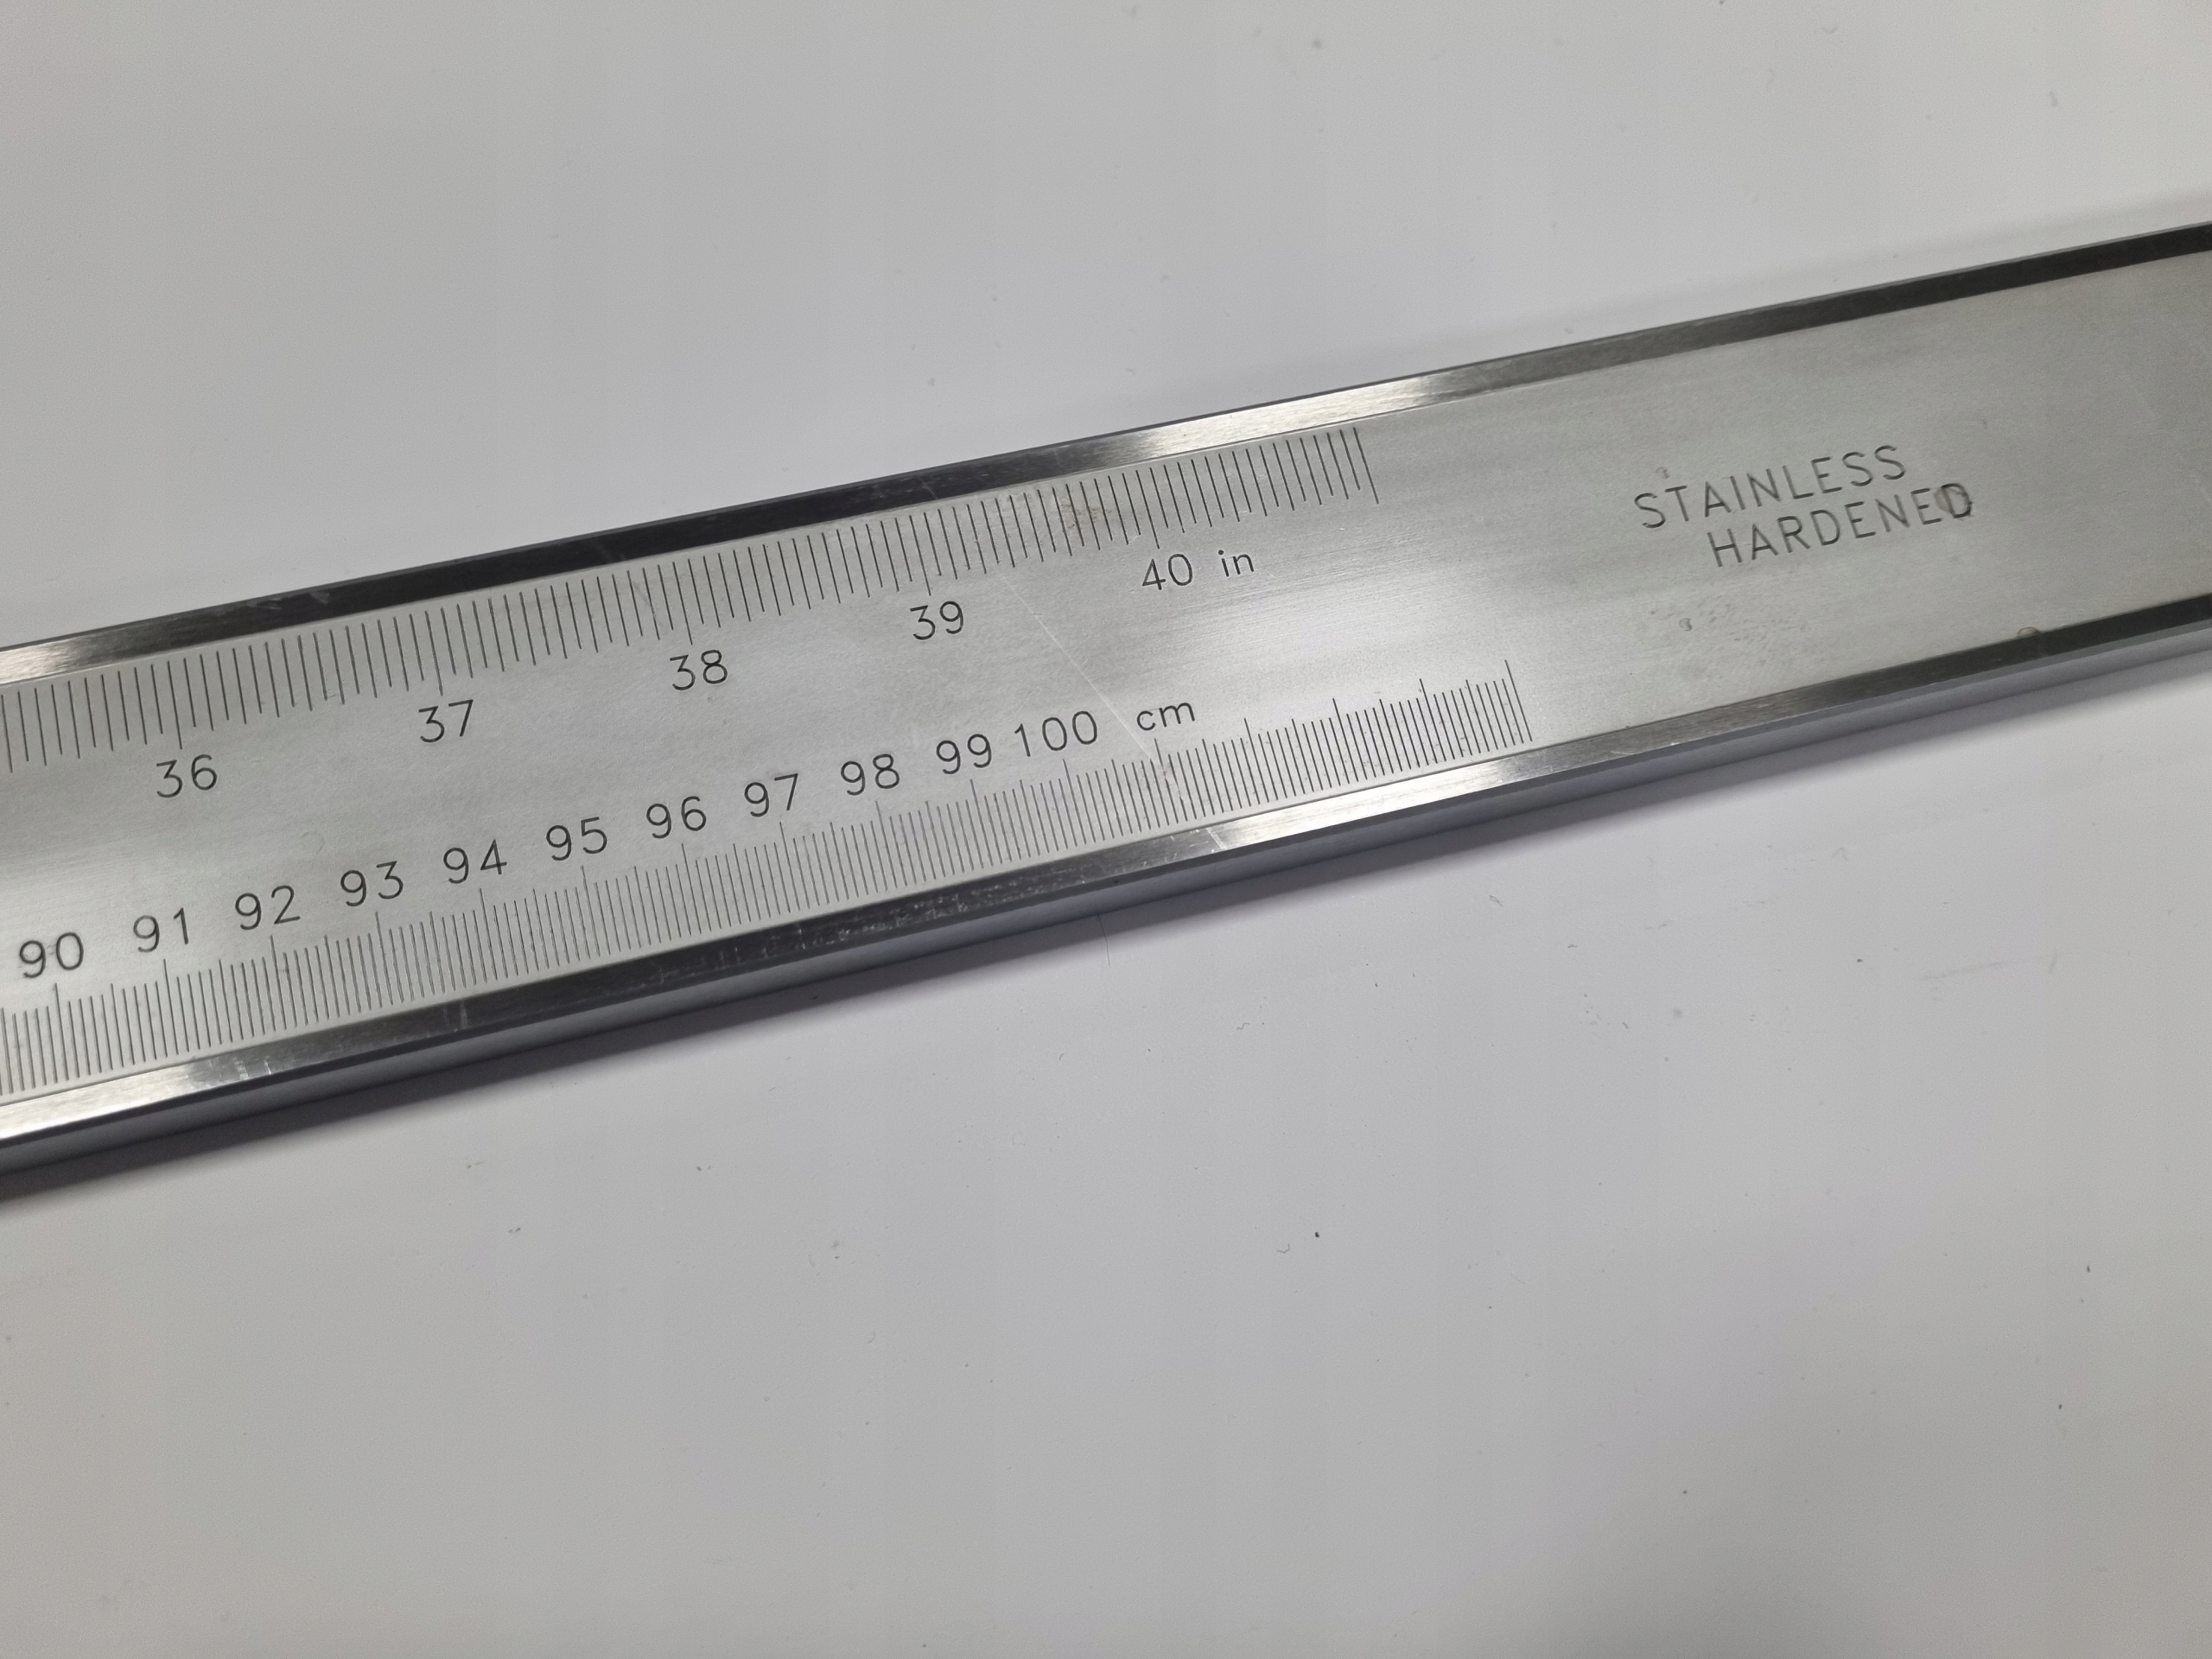 36 37 38 39 40 in
90 91 92 93 94 95 96 97 98 99 100 cm
STAINLESS
HARDENED